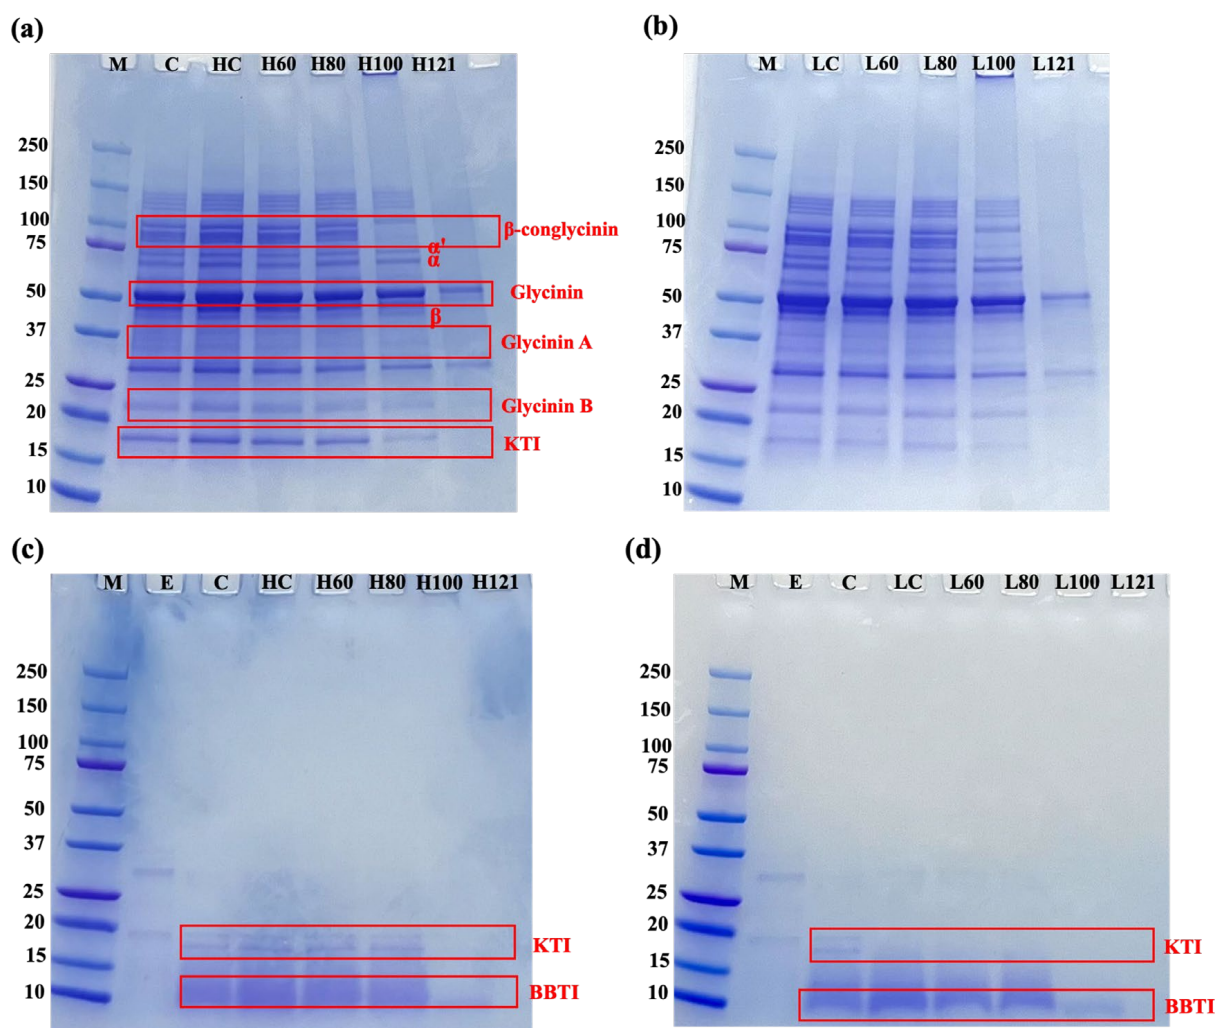 (a)
M C HC H60 H80 H100 H121
250
150
100
75
50
37
25
20
15
10
β-conglycinin
α'
α
Glycinin
β
Glycinin A
Glycinin B
KTI
(b)
M LC L60 L80 L100 L121
250
150
100
75
50
37
25
20
15
10
(c)
M E C HC H60 H80 H100 H121
250
150
100
75
50
37
25
20
15
10
KTI
BBTI
(d)
M E C LC L60 L80 L100 L121
250
150
100
75
50
37
25
20
15
10
KTI
BBTI